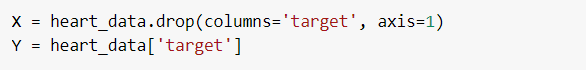 X = heart_data.drop(columns='target', axis=1)
Y = heart_data['target']